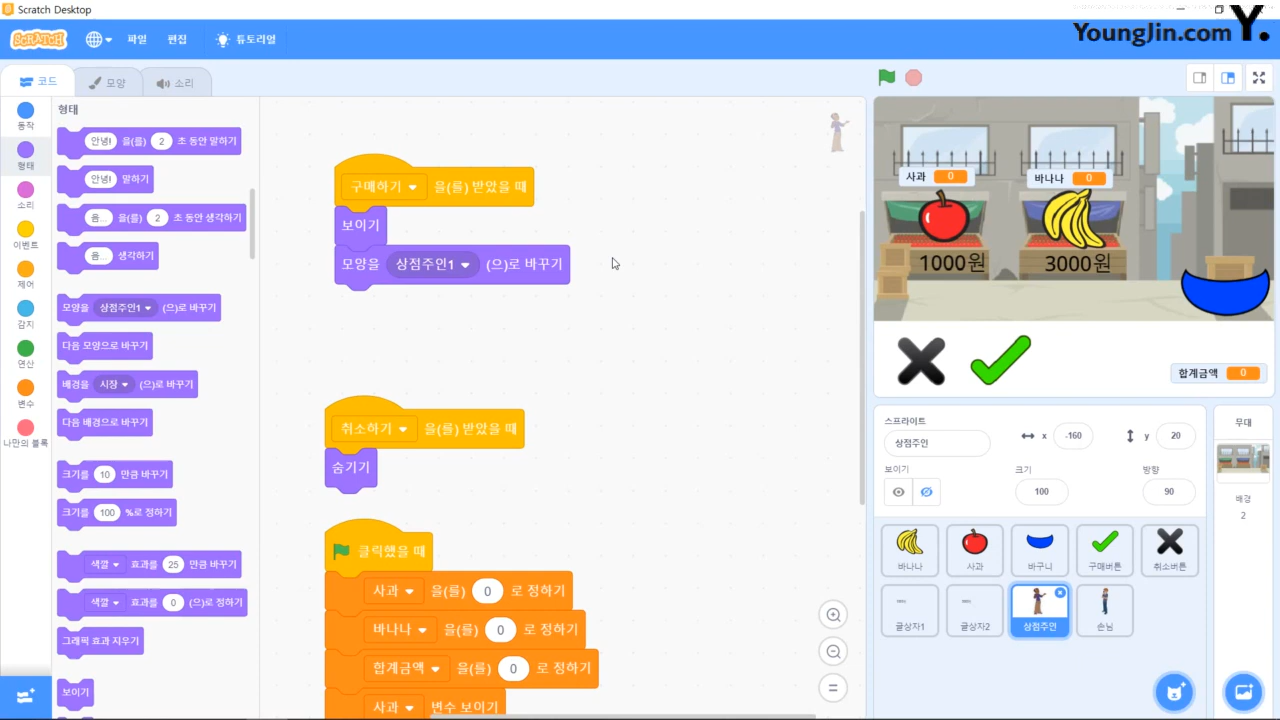 Scratch Desktop
YoungJin.com Y.
SCRATCH 파일 편집 튜토리얼
코드 모양 소리
동작
형태
소리
이벤트
제어
감지
연산
변수
나만의 블록
형태
안녕! 을(를) 2 초 동안 말하기
안녕! 말하기
음... 을(를) 2 초 동안 생각하기
음... 생각하기
모양을 상점주인1 (으)로 바꾸기
다음 모양으로 바꾸기
배경을 시장 (으)로 바꾸기
다음 배경으로 바꾸기
크기를 10 만큼 바꾸기
크기를 100 %로 정하기
색깔 효과를 25 만큼 바꾸기
색깔 효과를 0 (으)로 정하기
그래픽 효과 지우기
보이기
구매하기 을(를) 받았을 때
보이기
모양을 상점주인1 (으)로 바꾸기
취소하기 을(를) 받았을 때
숨기기
클릭했을 때
사과 을(를) 0 로 정하기
바나나 을(를) 0 로 정하기
합계금액 을(를) 0 로 정하기
사과 변수 보이기
사과 0 바나나 0
1000원 3000원
합계금액 0
스프라이트
상점주인 x -160 y 20
보이기 크기 방향
100 90
바나나 사과 바구니 구매버튼 취소버튼
글상자1 글상자2 상점주인 손님
무대
배경
2